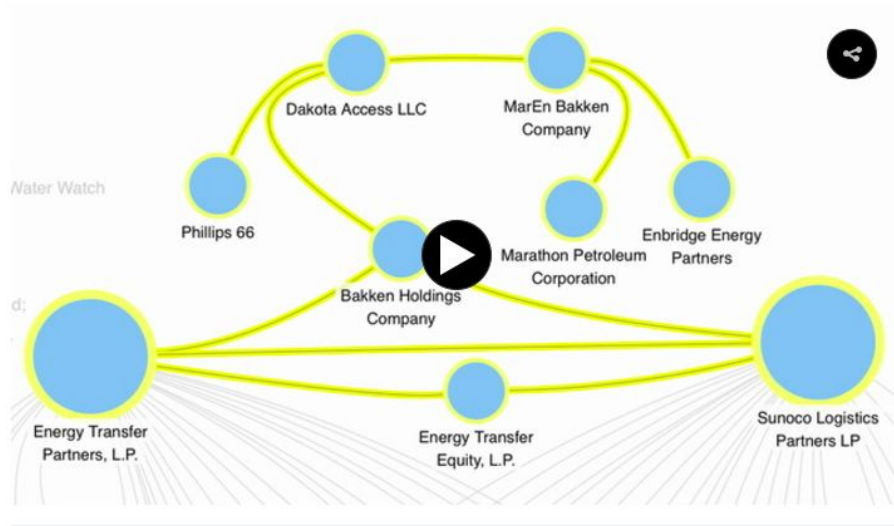 Dakota Access LLC
MarEn Bakken
Company
Water Watch
Phillips 66
Marathon Petroleum
Corporation
Enbridge Energy
Partners
Bakken Holdings
Company
d;
Energy Transfer
Partners, L.P.
Energy Transfer
Equity, L.P.
Sunoco Logistics
Partners LP